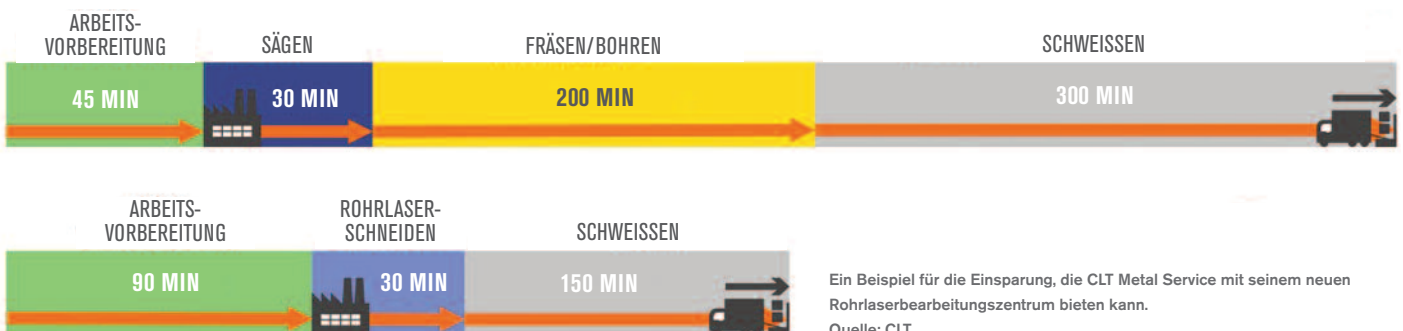 ARBEITS-
VORBEREITUNG
SÄGEN
FRÄSEN/BOHREN
SCHWEISSEN
45 MIN
30 MIN
200 MIN
300 MIN
ARBEITS-
VORBEREITUNG
ROHRLASER-
SCHNEIDEN
SCHWEISSEN
90 MIN
30 MIN
150 MIN
Ein Beispiel für die Einsparung, die CLT Metal Service mit seinem neuen
Rohrlaserbearbeitungszentrum bieten kann.
Quelle: CLT